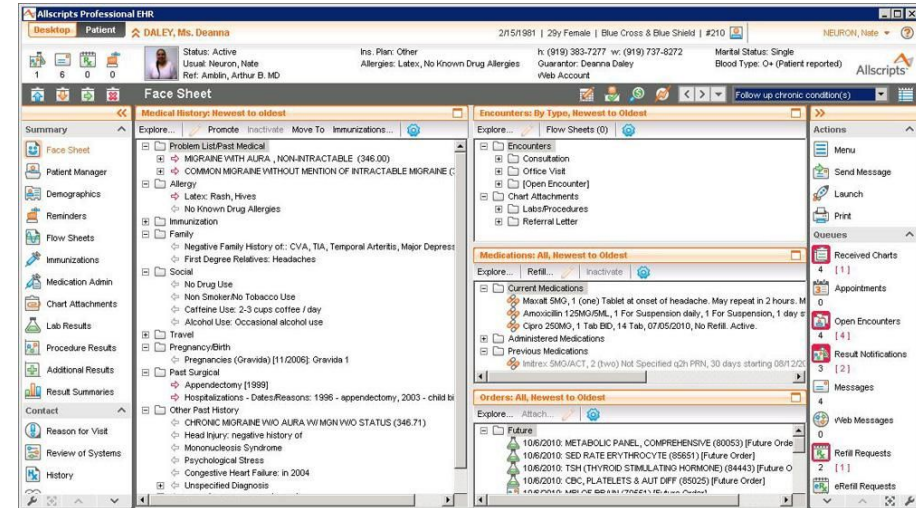 Allscripts Professional EHR
Desktop Patient DALEY, Ms. Deanna 2/15/1981 | 29y Female | Blue Cross & Blue Shield | #210 NEURON, Nate
Status: Active Ins. Plan: Other h: (919) 383-7277 w: (919) 737-8272 Marital Status: Single
Usual: Neuron, Nate Allergies: Latex, No Known Drug Allergies Guarantor: Deanna Daley Blood Type: O+ (Patient reported)
Ref: Amblin, Arthur B. MD Web Account
Allscripts
1 6 0 0
Face Sheet Follow up chronic condition(s)
Summary
Face Sheet
Patient Manager
Demographics
Reminders
Flow Sheets
Immunizations
Medication Admin
Chart Attachments
Lab Results
Procedure Results
Additional Results
Result Summaries
Contact
Reason for Visit
Review of Systems
History
Medical History: Newest to oldest
Explore... Promote Inactivate Move To Immunizations...
Problem List/Past Medical
MIGRAINE WITH AURA , NON-INTRACTABLE (346.00)
COMMON MIGRAINE WITHOUT MENTION OF INTRACTABLE MIGRAINE (
Allergy
Latex: Rash, Hives
No Known Drug Allergies
Immunization
Family
Negative Family History of:: CVA, TIA, Temporal Arteritis, Major Depress
First Degree Relatives: Headaches
Social
No Drug Use
Non Smoker/No Tobacco Use
Caffeine Use: 2-3 cups coffee / day
Alcohol Use: Occasional alcohol use
Travel
Pregnancy/Birth
Pregnancies (Gravida) [11/2006]: Gravida 1
Past Surgical
Appendectomy [1999]
Hospitalizations - Dates/Reasons: 1996 - appendectomy, 2003 - child bi
Other Past History
CHRONIC MIGRAINE W/O AURA W/ MGN W/O STATUS (346.71)
Head Injury: negative history of
Mononucleosis Syndrome
Psychological Stress
Congestive Heart Failure: in 2004
Unspecified Diagnosis
Encounters: By Type, Newest to Oldest
Explore... Flow Sheets (0)
Encounters
Consultation
Office Visit
[Open Encounter]
Chart Attachments
Labs/Procedures
Referral Letter
Medications: All, Newest to Oldest
Explore... Refill... Inactivate
Current Medications
Maxalt 5MG, 1 (one) Tablet at onset of headache. May repeat in 2 hours. M
Amoxicillin 125MG/5ML, 1 For Suspension daily, 1 For Suspension, 1 day s
Cipro 250MG, 1 Tab BID, 14 Tab, 07/05/2010, No Refill. Active.
Administered Medications
Previous Medications
Imitrex 5MG/ACT, 2 (two) Not Specified q2h PRN, 30 days starting 08/12/20
Orders: All, Newest to Oldest
Explore... Attach...
Future
10/6/2010: METABOLIC PANEL, COMPREHENSIVE (80053) [Future Orde
10/6/2010: SED RATE ERYTHROCYTE (85651) [Future Order]
10/6/2010: TSH (THYROID STIMULATING HORMONE) (84443) [Future O
10/6/2010: CBC, PLATELETS & AUT DIFF (85025) [Future Order]
10/6/2010: MRI OF BRAIN (70551) [Future Order]
Actions
Menu
Send Message
Launch
Print
Queues
Received Charts
4 [1]
Appointments
0
Open Encounters
4 [4]
Result Notifications
3 [2]
Messages
4
Web Messages
0
Refill Requests
2 [1]
eRefill Requests